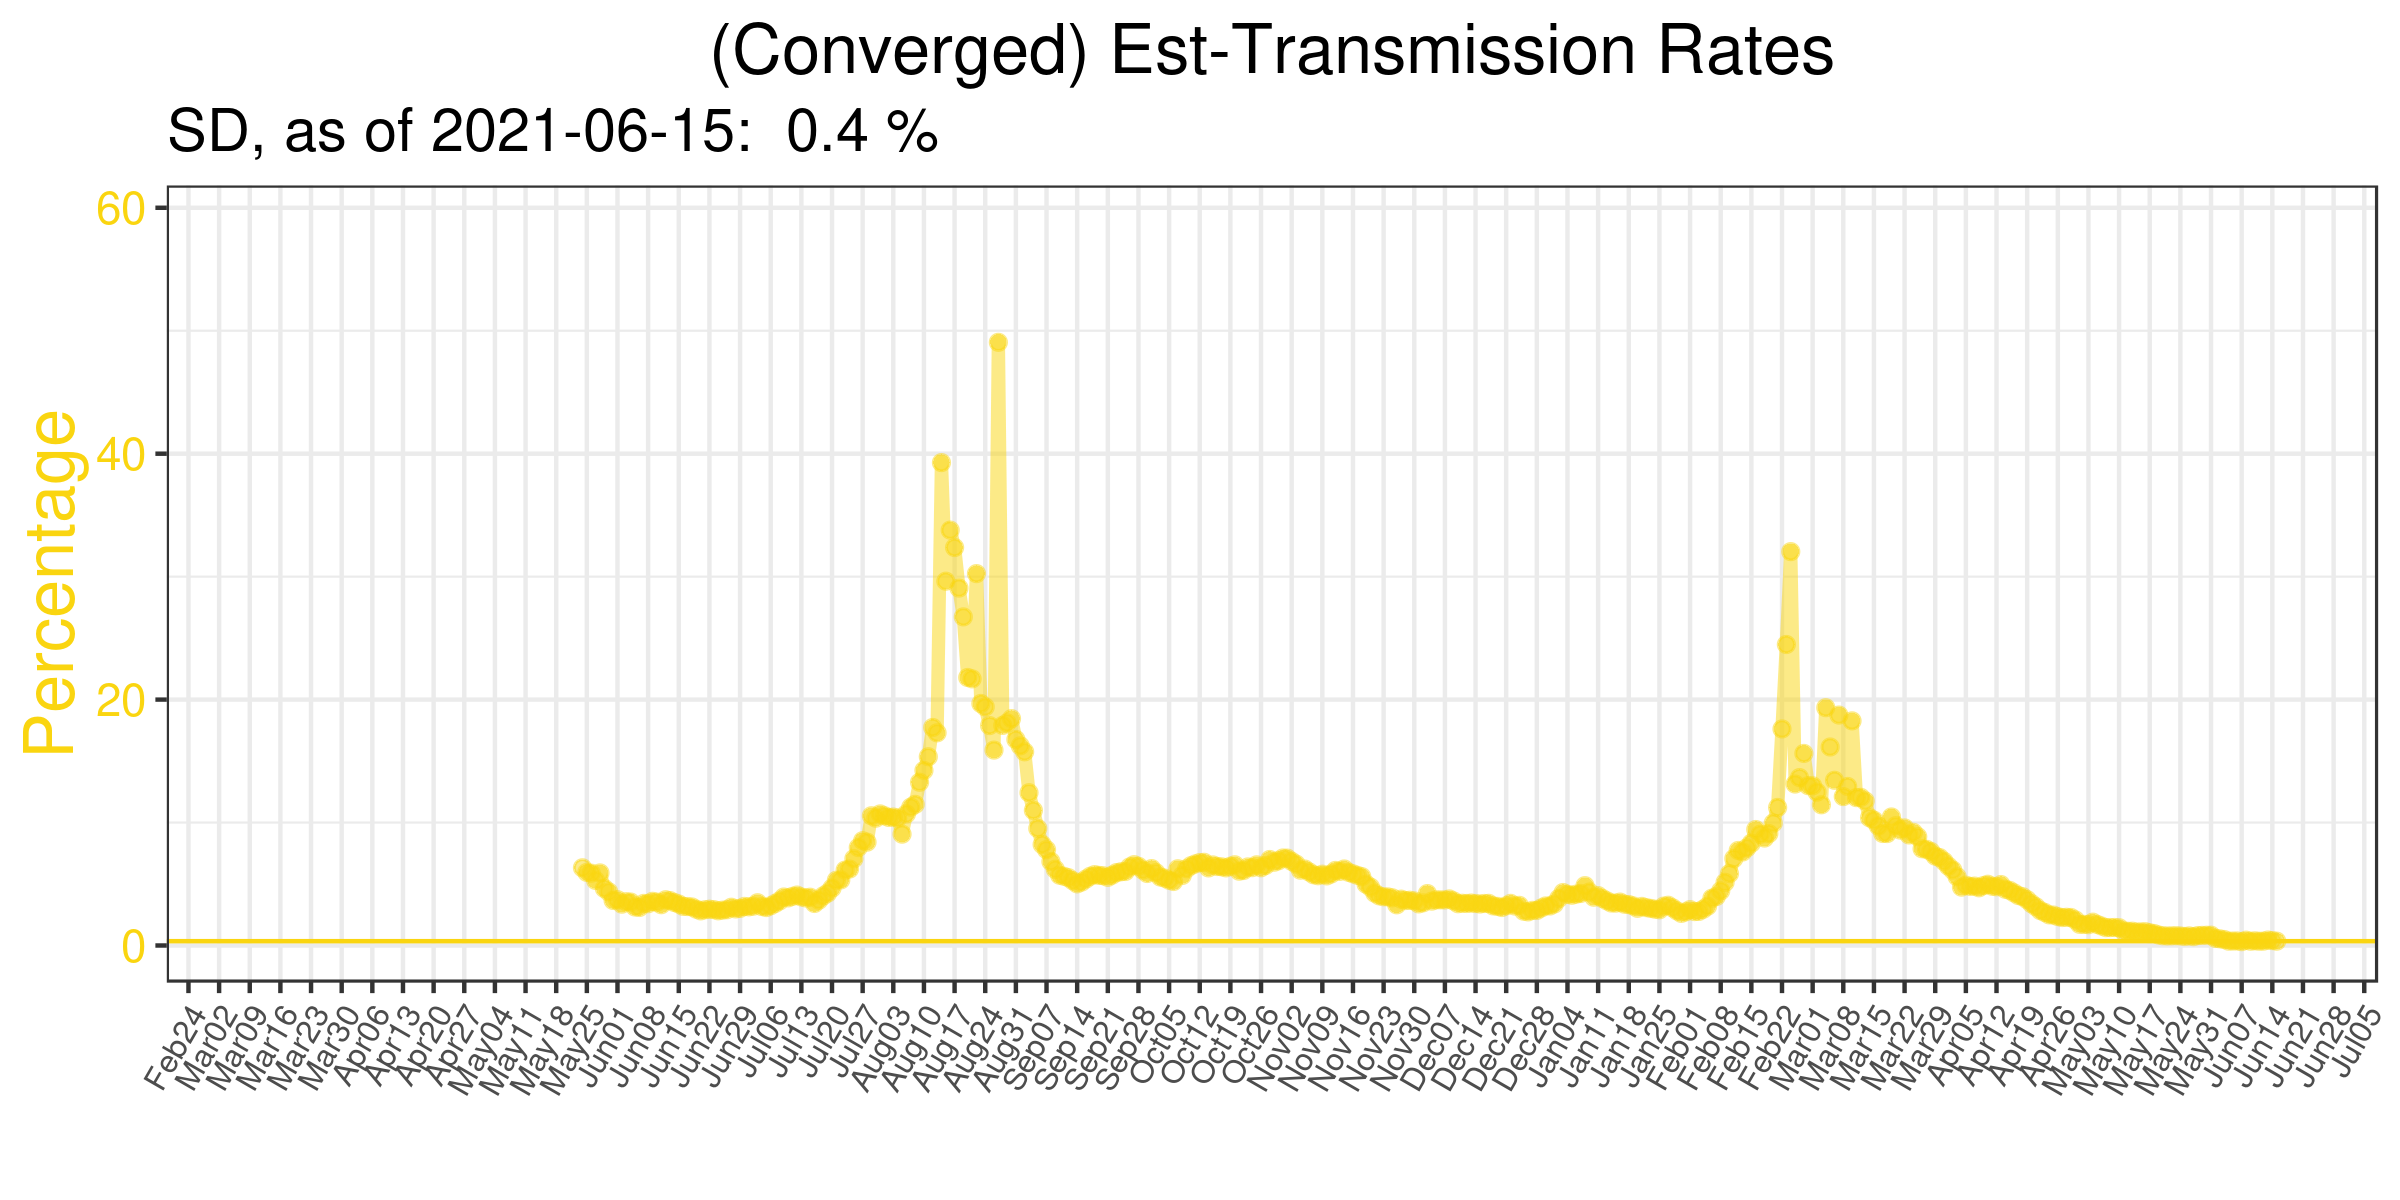 (Converged) Est-Transmission Rates
SD, as of 2021-06-15:  0.4 %
Percentage
60
40
20
0
Feb24
Mar02
Mar09
Mar16
Mar23
Mar30
Apr06
Apr13
Apr20
Apr27
May04
May11
May18
May25
Jun01
Jun08
Jun15
Jun22
Jun29
Jul06
Jul13
Jul20
Jul27
Aug03
Aug10
Aug17
Aug24
Aug31
Sep07
Sep14
Sep21
Sep28
Oct05
Oct12
Oct19
Oct26
Nov02
Nov09
Nov16
Nov23
Nov30
Dec07
Dec14
Dec21
Dec28
Jan04
Jan11
Jan18
Jan25
Feb01
Feb08
Feb15
Feb22
Mar01
Mar08
Mar15
Mar22
Mar29
Apr05
Apr12
Apr19
Apr26
May03
May10
May17
May24
May31
Jun07
Jun14
Jun21
Jun28
Jul05